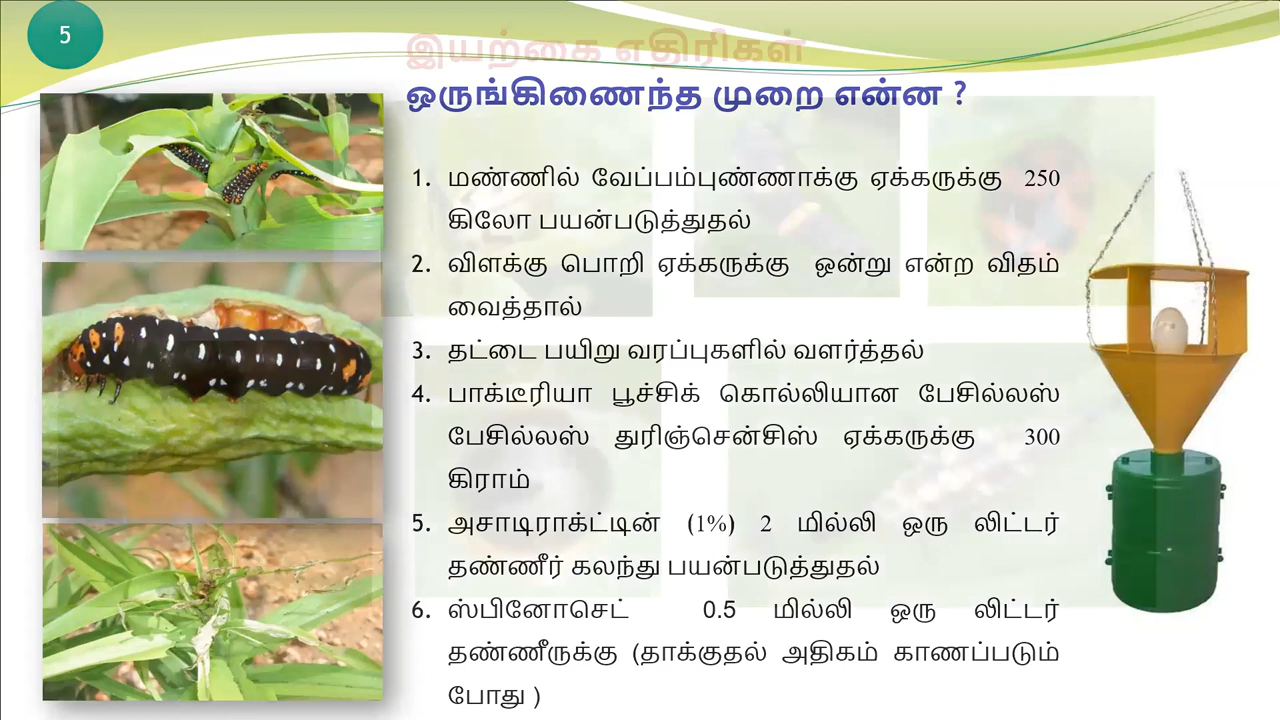 5
இயற்கை எதிரிகள்
ஒருங்கிணைந்த முறை என்ன ?
1. மண்ணில் வேப்பம்புண்ணாக்கு ஏக்கருக்கு 250
கிலோ பயன்படுத்துதல்
2. விளக்கு பொறி ஏக்கருக்கு ஒன்று என்ற விதம்
வைத்தால்
3. தட்டை பயிறு வரப்புகளில் வளர்த்தல்
4. பாக்டீரியா பூச்சிக் கொல்லியான பேசில்லஸ்
பேசில்லஸ் துரிஞ்சென்சிஸ் ஏக்கருக்கு 300
கிராம்
5. அசாடிராக்ட்டின் (1%) 2 மில்லி ஒரு லிட்டர்
தண்ணீர் கலந்து பயன்படுத்துதல்
6. ஸ்பினோசெட் 0.5 மில்லி ஒரு லிட்டர்
தண்ணீருக்கு (தாக்குதல் அதிகம் காணப்படும்
போது )